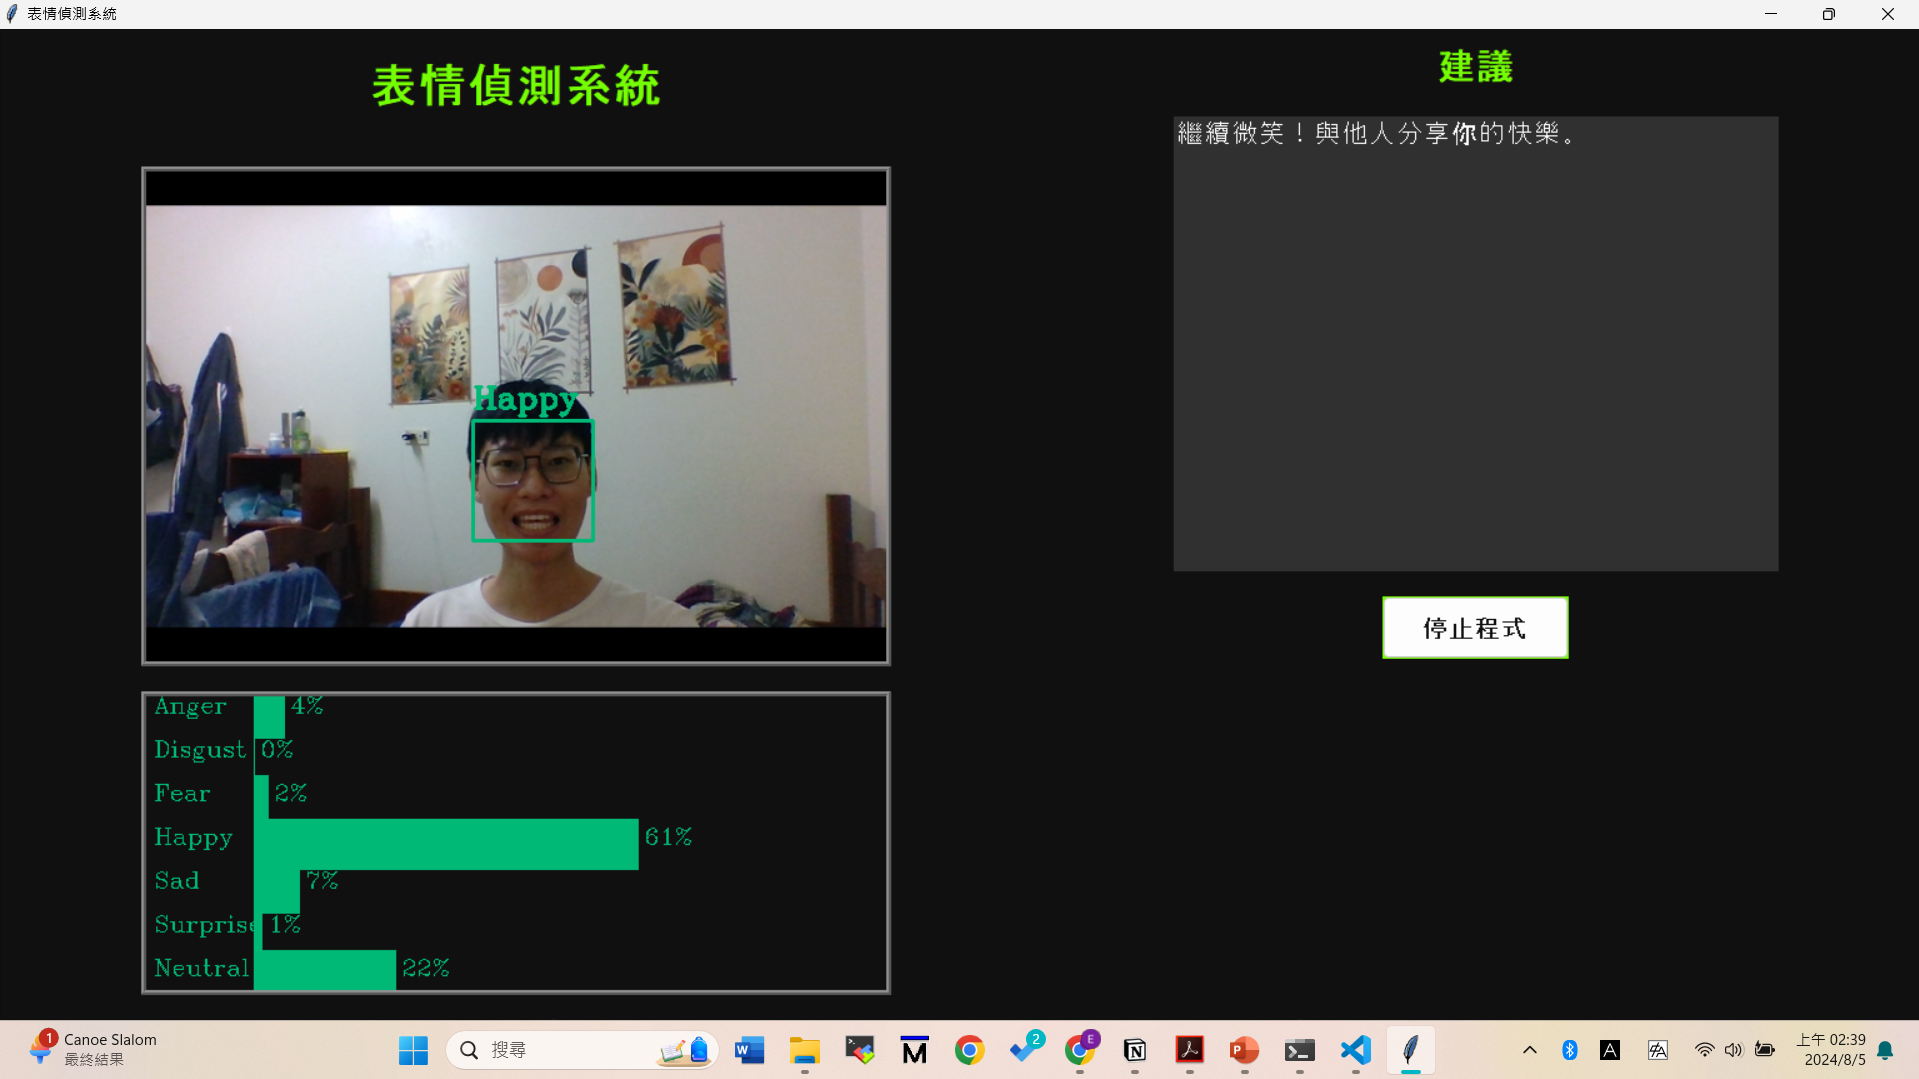 表情偵測系統
表情偵測系統
建議
繼續微笑！與他人分享你的快樂。
Happy
停止程式
Anger 4%
Disgust 0%
Fear 2%
Happy 61%
Sad 7%
Surprise 1%
Neutral 22%
1
Canoe Slalom
最終結果
搜尋
W
M
2
E
N
P
A
上午 02:39
2024/8/5